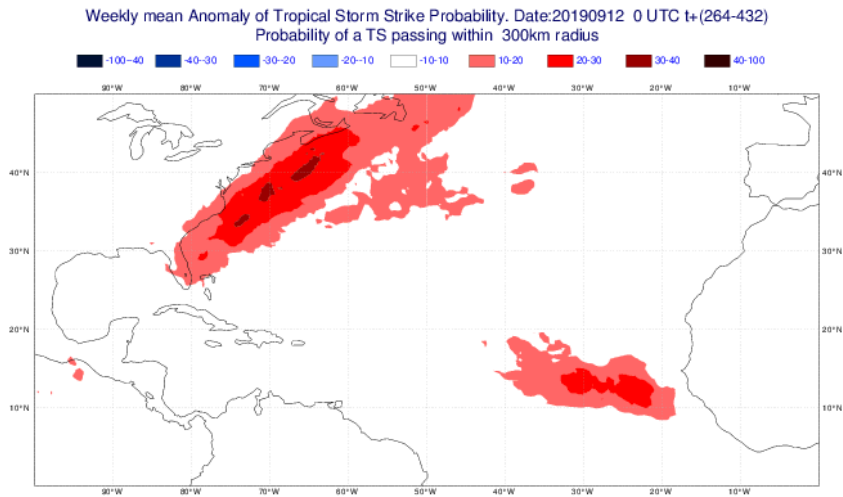 Weekly mean Anomaly of Tropical Storm Strike Probability. Date:20190912 0 UTC t+(264-432)
Probability of a TS passing within 300km radius
-100--40 -40--30 -30--20 -20--10 -10-10 10-20 20-30 30-40 40-100
80°W 70°W 60°W 50°W 40°W 30°W 20°W 10°W
40°N 40°N
30°N 30°N
20°N 20°N
10°N 10°N
90°W 80°W 70°W 60°W 50°W 40°W 30°W 20°W 10°W